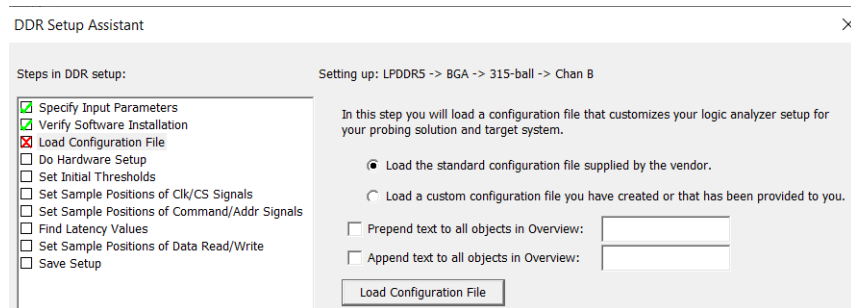 DDR Setup Assistant
Steps in DDR setup:
Setting up: LPDDR5 -> BGA -> 315-ball -> Chan B
Specify Input Parameters
Verify Software Installation
Load Configuration File
Do Hardware Setup
Set Initial Thresholds
Set Sample Positions of Clk/CS Signals
Set Sample Positions of Command/Addr Signals
Find Latency Values
Set Sample Positions of Data Read/Write
Save Setup
In this step you will load a configuration file that customizes your logic analyzer setup for
your probing solution and target system.
Load the standard configuration file supplied by the vendor.
Load a custom configuration file you have created or that has been provided to you.
Prepend text to all objects in Overview:
Append text to all objects in Overview:
Load Configuration File